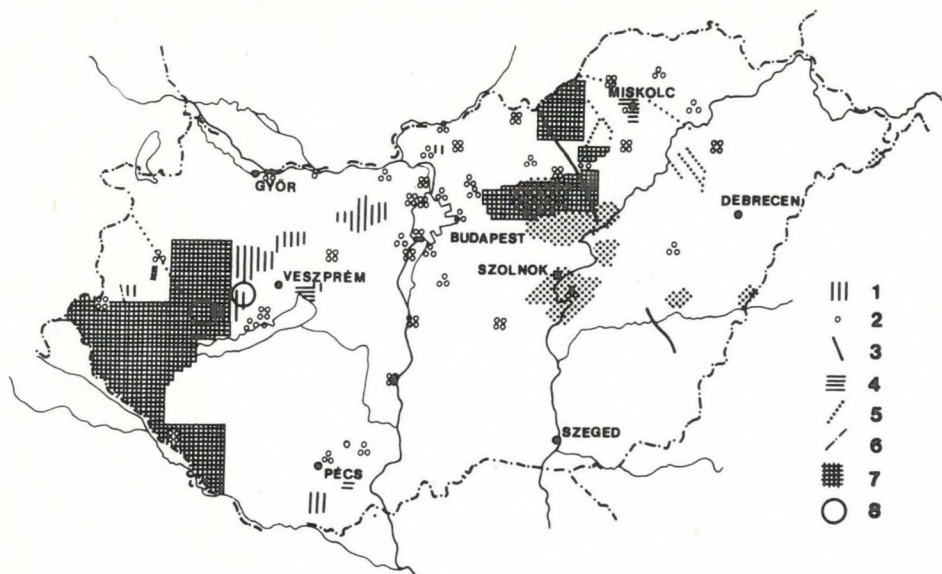 MISKOLC
GYŐR
DEBRECEN
BUDAPEST
VESZPRÉM
SZOLNOK
SZEGED
PÉCS
1
2
3
4
5
6
7
8